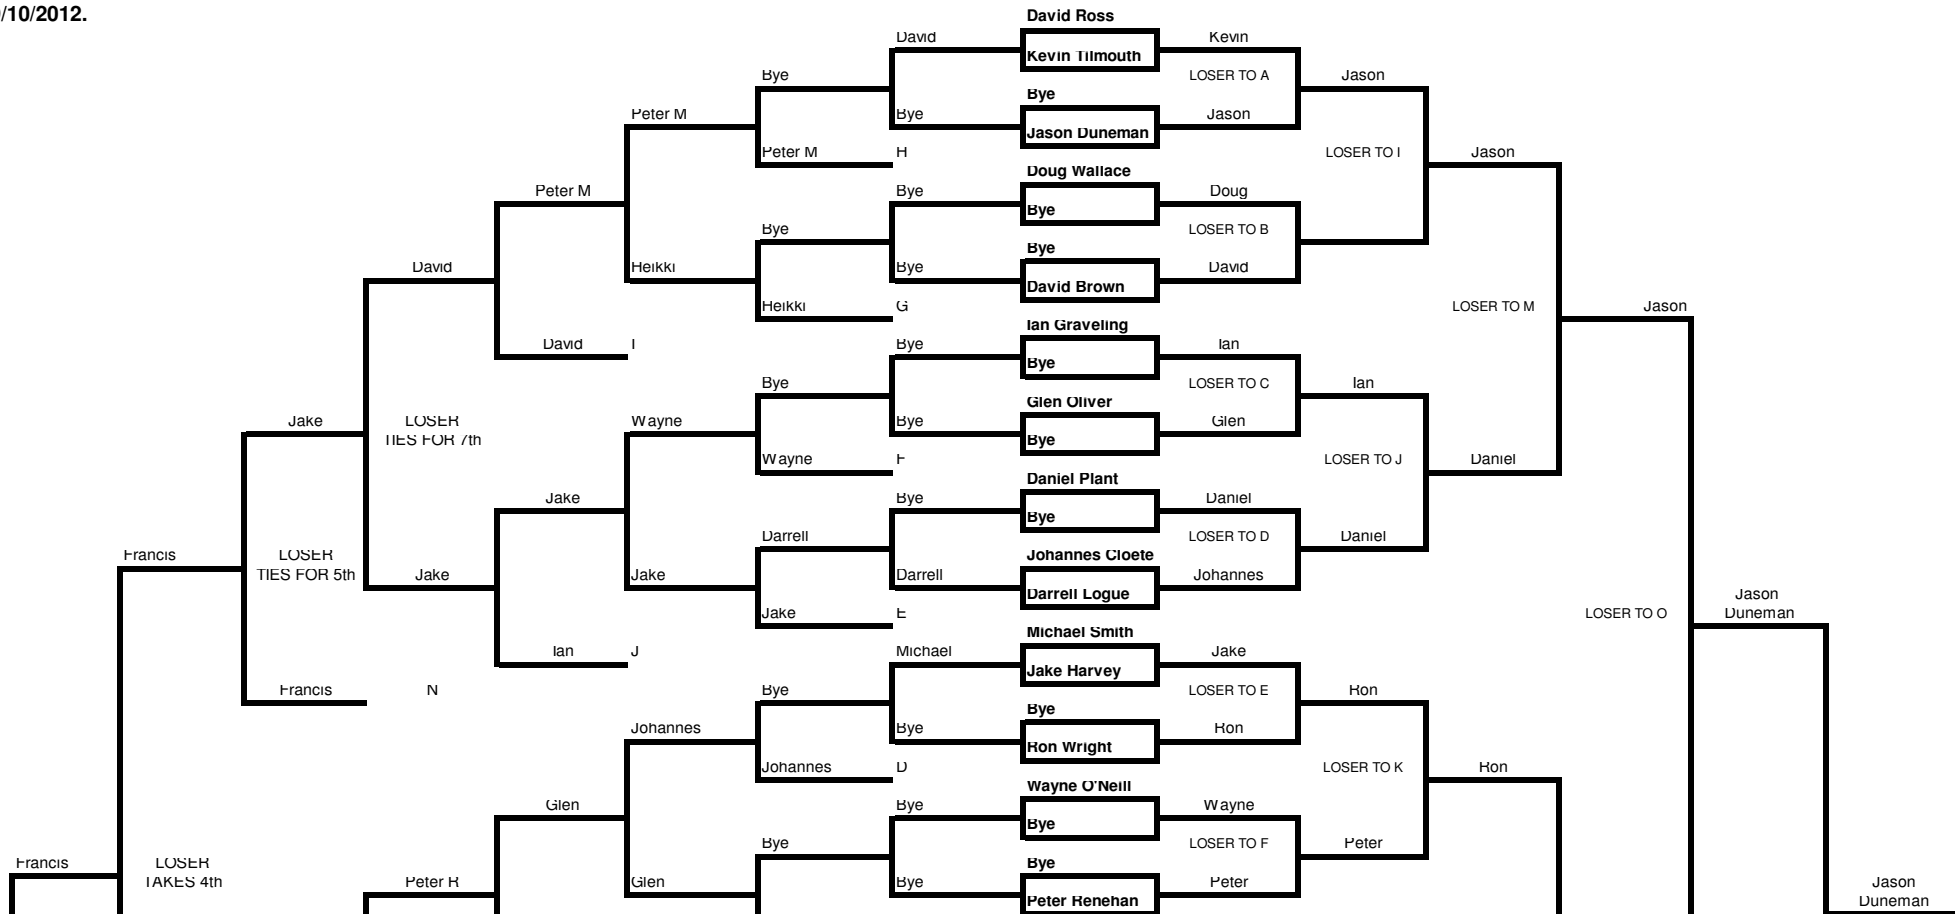 /10/2012.
David Ross
David
Kevin
Kevin Tilmouth
Bye
LOSER TO A
Jason
Bye
Peter M
Bye
Jason
Jason Duneman
Peter M
H
LOSER TO I
Jason
Doug Wallace
Peter M
Bye
Doug
Bye
Bye
LOSER TO B
Bye
David
Heikki
Bye
David
David Brown
Heikki
G
LOSER TO M
Jason
Ian Graveling
David
I
Bye
Ian
Bye
Bye
LOSER TO C
Ian
Glen Oliver
Jake
LOSER
Wayne
Bye
Glen
TIES FOR 7th
Bye
Wayne
F
LOSER TO J
Daniel
Daniel Plant
Jake
Bye
Daniel
Bye
Darrell
LOSER TO D
Daniel
Francis
LOSER
Johannes Cloete
TIES FOR 5th
Jake
Jake
Darrell
Johannes
Darrell Logue
Jason
Jake
E
LOSER TO O
Duneman
Michael Smith
Ian
J
Michael
Jake
Jake Harvey
Francis
N
Bye
LOSER TO E
Ron
Bye
Johannes
Bye
Ron
Ron Wright
Johannes
D
LOSER TO K
Ron
Wayne O'Neill
Glen
Bye
Wayne
Bye
Bye
LOSER TO F
Peter
Francis
LOSER
Bye
TAKES 4th
Peter R
Glen
Bye
Peter
Jason
Peter Renehan
Duneman